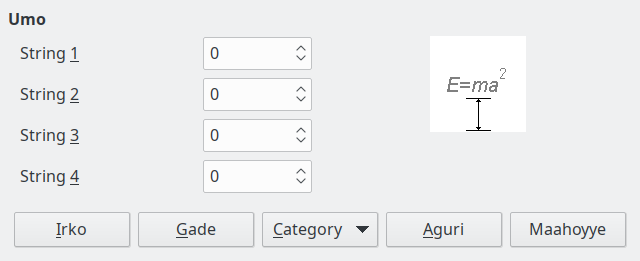 Umo
String 1 0
String 2 0
String 3 0
String 4 0
E=ma²
Irko Gade Category Aguri Maahoyye